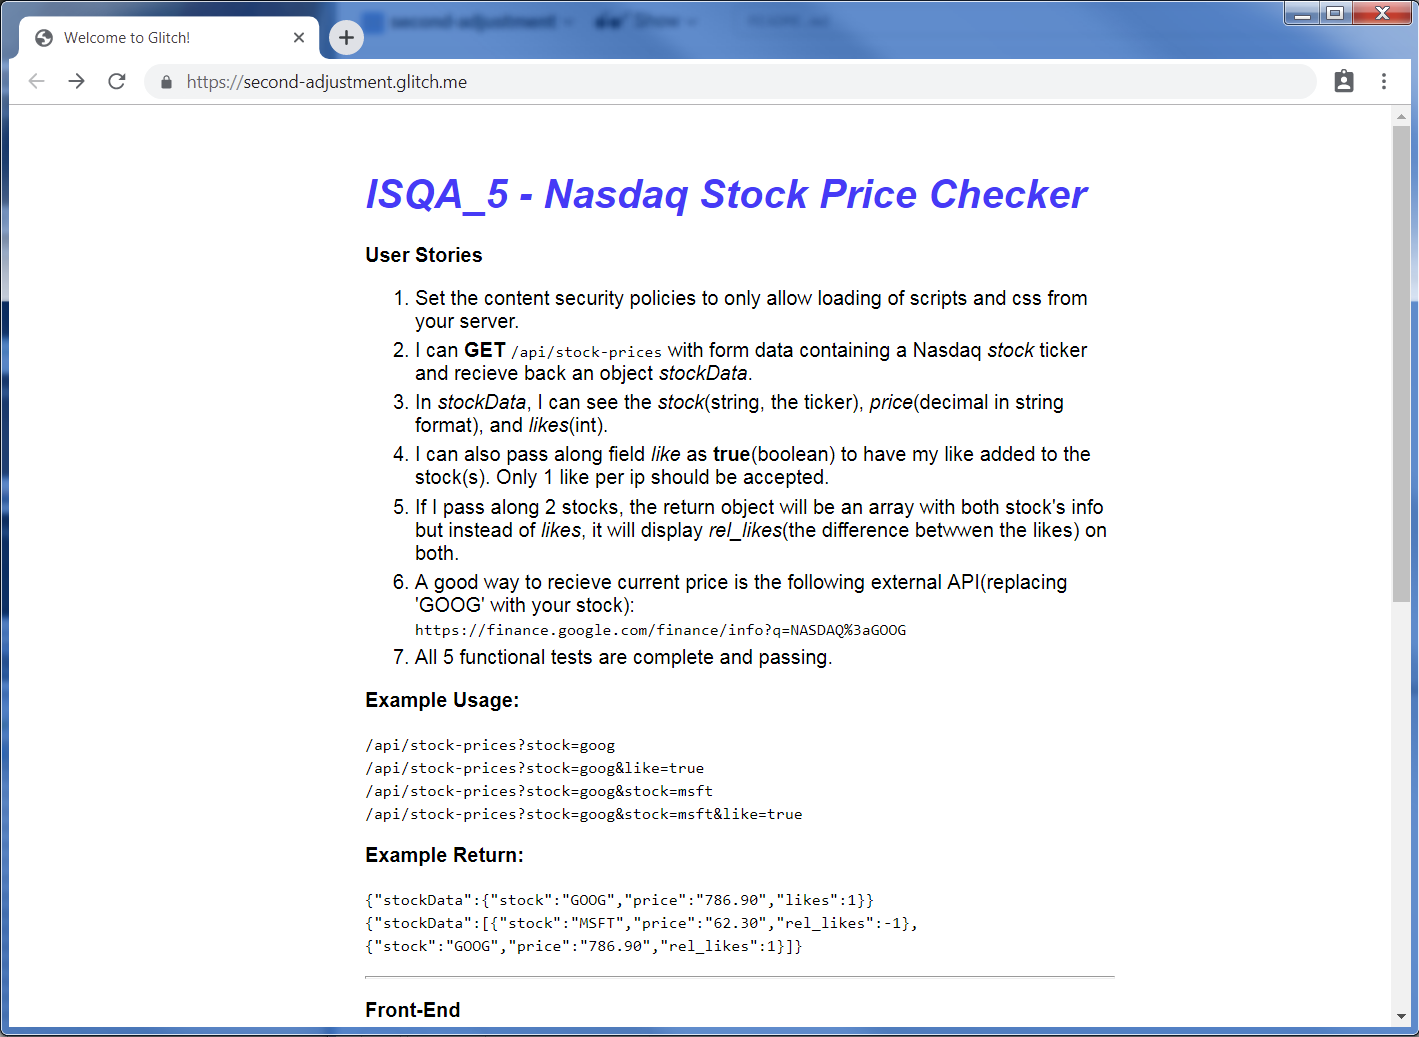 second-adjustment
Show
Welcome to Glitch!
https://second-adjustment.glitch.me
ISQA_5 - Nasdaq Stock Price Checker
User Stories
1. Set the content security policies to only allow loading of scripts and css from
your server.
2. I can GET /api/stock-prices with form data containing a Nasdaq stock ticker
and recieve back an object stockData.
3. In stockData, I can see the stock(string, the ticker), price(decimal in string
format), and likes(int).
4. I can also pass along field like as true(boolean) to have my like added to the
stock(s). Only 1 like per ip should be accepted.
5. If I pass along 2 stocks, the return object will be an array with both stock's info
but instead of likes, it will display rel_likes(the difference betwwen the likes) on
both.
6. A good way to recieve current price is the following external API(replacing
'GOOG' with your stock):
https://finance.google.com/finance/info?q=NASDAQ%3aGOOG
7. All 5 functional tests are complete and passing.
Example Usage:
/api/stock-prices?stock=goog
/api/stock-prices?stock=goog&like=true
/api/stock-prices?stock=goog&stock=msft
/api/stock-prices?stock=goog&stock=msft&like=true
Example Return:
{"stockData":{"stock":"GOOG","price":"786.90","likes":1}}
{"stockData":[{"stock":"MSFT","price":"62.30","rel_likes":-1},
{"stock":"GOOG","price":"786.90","rel_likes":1}]}
Front-End